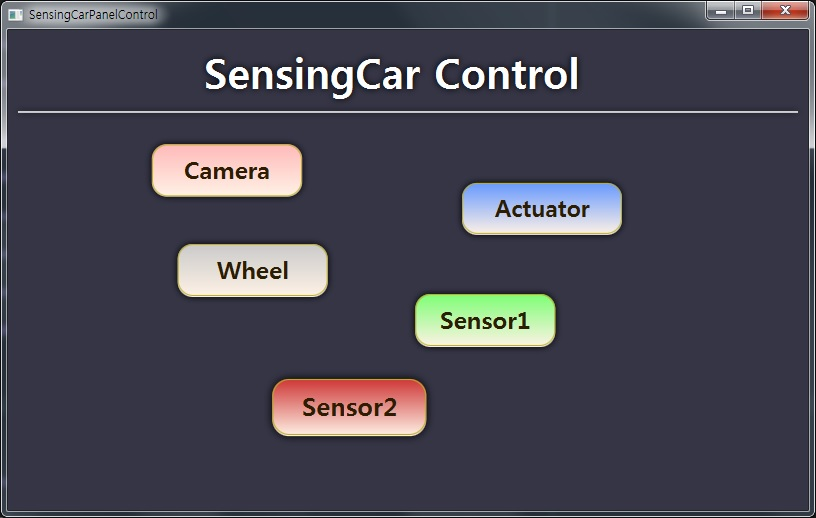 SensingCarPanelControl
SensingCar Control
Camera
Actuator
Wheel
Sensor1
Sensor2